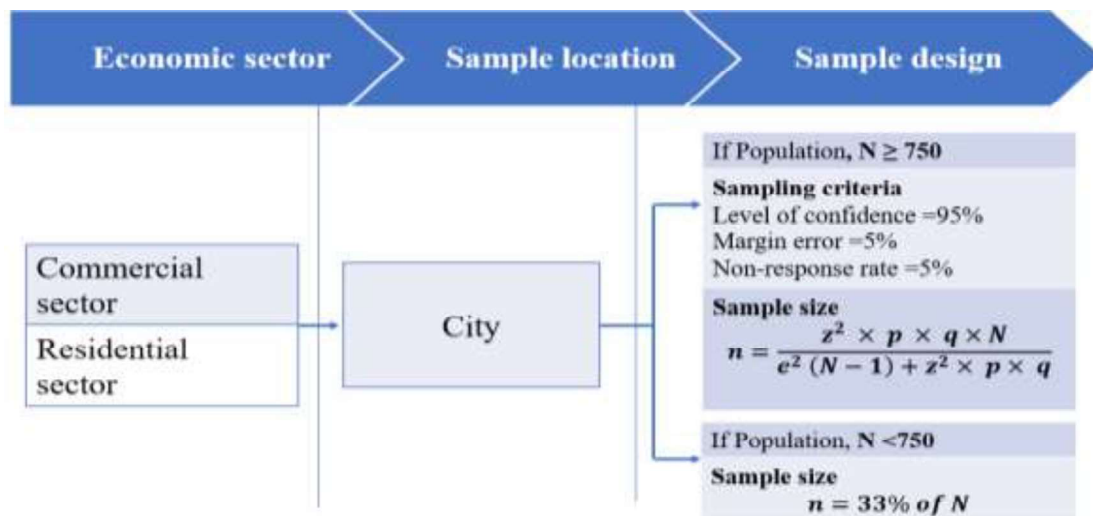 Economic sector
Sample location
Sample design
Commercial
sector
Residential
sector
City
If Population, N ≥ 750
Sampling criteria
Level of confidence =95%
Margin error =5%
Non-response rate =5%
Sample size
n = z² × p × q × N / e² (N − 1) + z² × p × q
If Population, N <750
Sample size
n = 33% of N